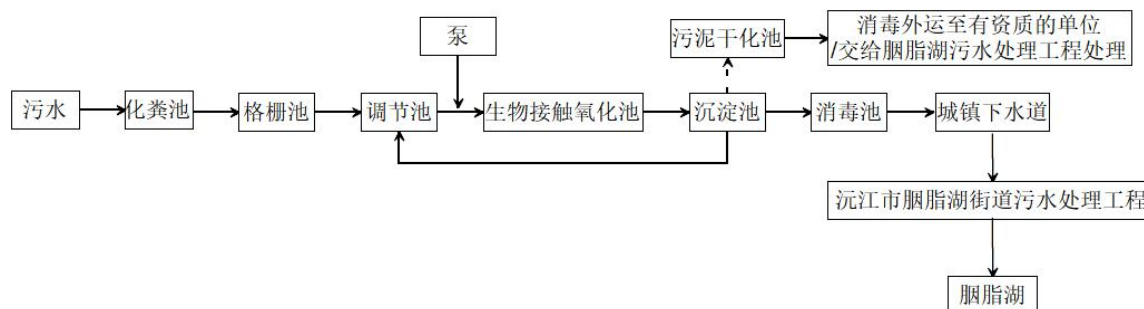 泵
污泥干化池
消毒外运至有资质的单位
/交给胭脂湖污水处理工程处理
污水
化粪池
格栅池
调节池
生物接触氧化池
沉淀池
消毒池
城镇下水道
沅江市胭脂湖街道污水处理工程
胭脂湖